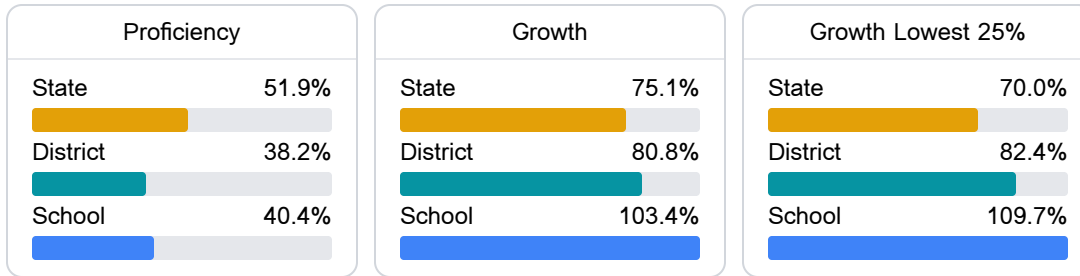 Proficiency
State 51.9%
District 38.2%
School 40.4%
Growth
State 75.1%
District 80.8%
School 103.4%
Growth Lowest 25%
State 70.0%
District 82.4%
School 109.7%